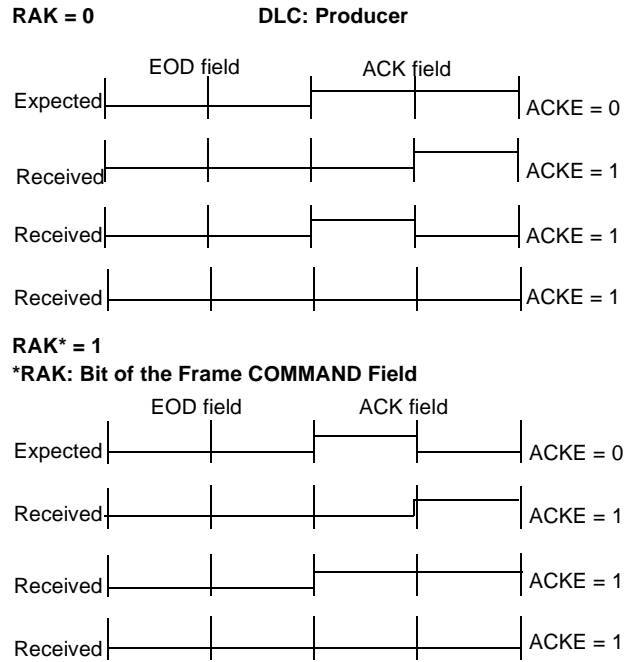 RAK = 0 DLC: Producer
EOD field ACK field
Expected ACKE = 0
Received ACKE = 1
Received ACKE = 1
Received ACKE = 1
RAK* = 1
*RAK: Bit of the Frame COMMAND Field
EOD field ACK field
Expected ACKE = 0
Received ACKE = 1
Received ACKE = 1
Received ACKE = 1